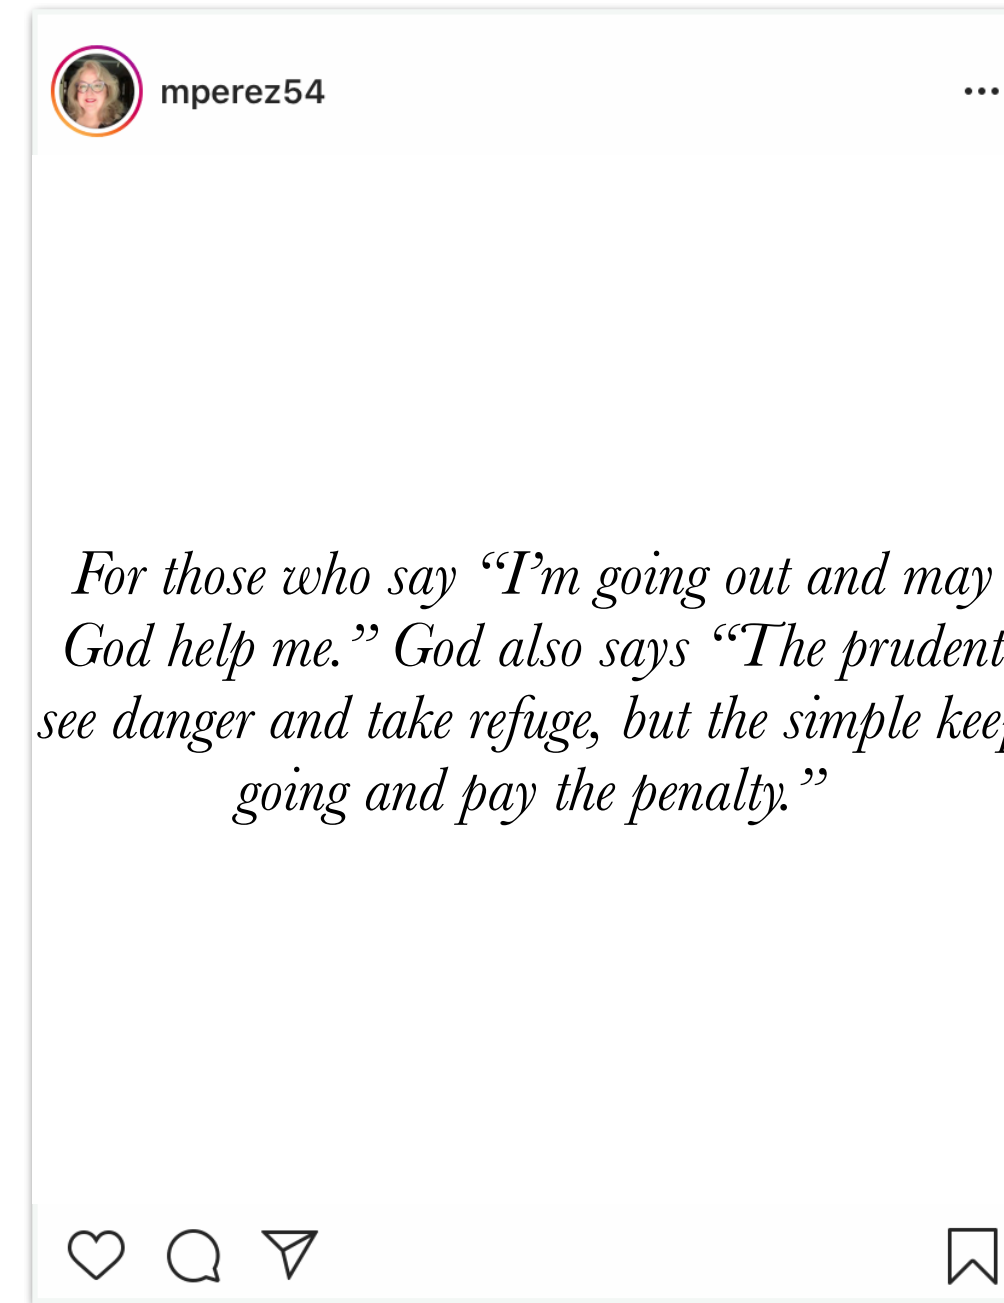 mperez54
For those who say “I’m going out and may
God help me.” God also says “The prudent
see danger and take refuge, but the simple keep
going and pay the penalty.”